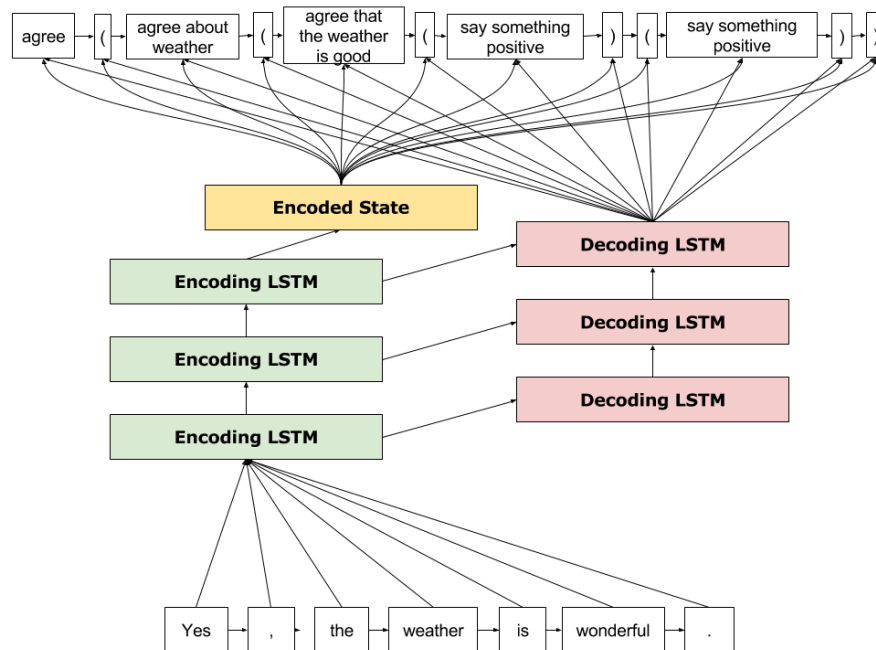 agree
(
agree about
weather
(
agree that
the weather
is good
(
say something
positive
)
(
say something
positive
)
)
Encoded State
Encoding LSTM
Decoding LSTM
Encoding LSTM
Decoding LSTM
Encoding LSTM
Decoding LSTM
Yes
,
the
weather
is
wonderful
.